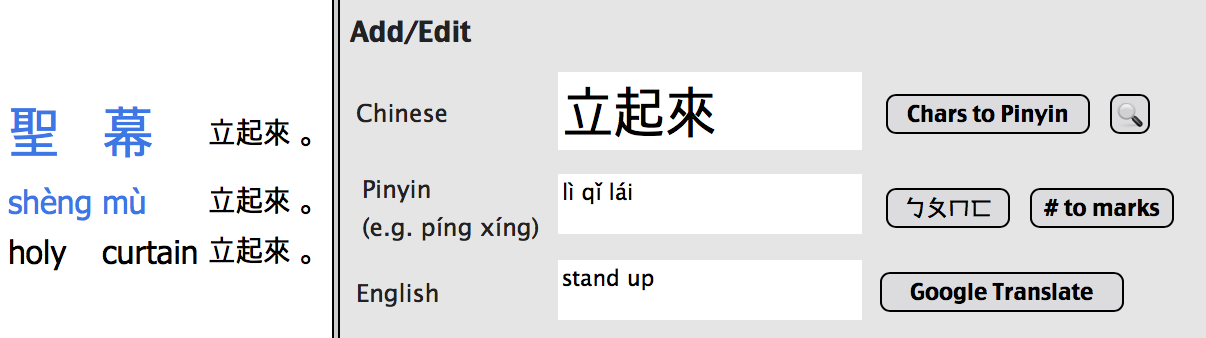 聖 幕 立起來 。
shèng mù 立起來 。
holy curtain 立起來 。
Add/Edit
Chinese 立起來 Chars to Pinyin
Pinyin
(e.g. píng xíng) lì qǐ lái ㄅㄆㄇㄈ # to marks
English stand up Google Translate